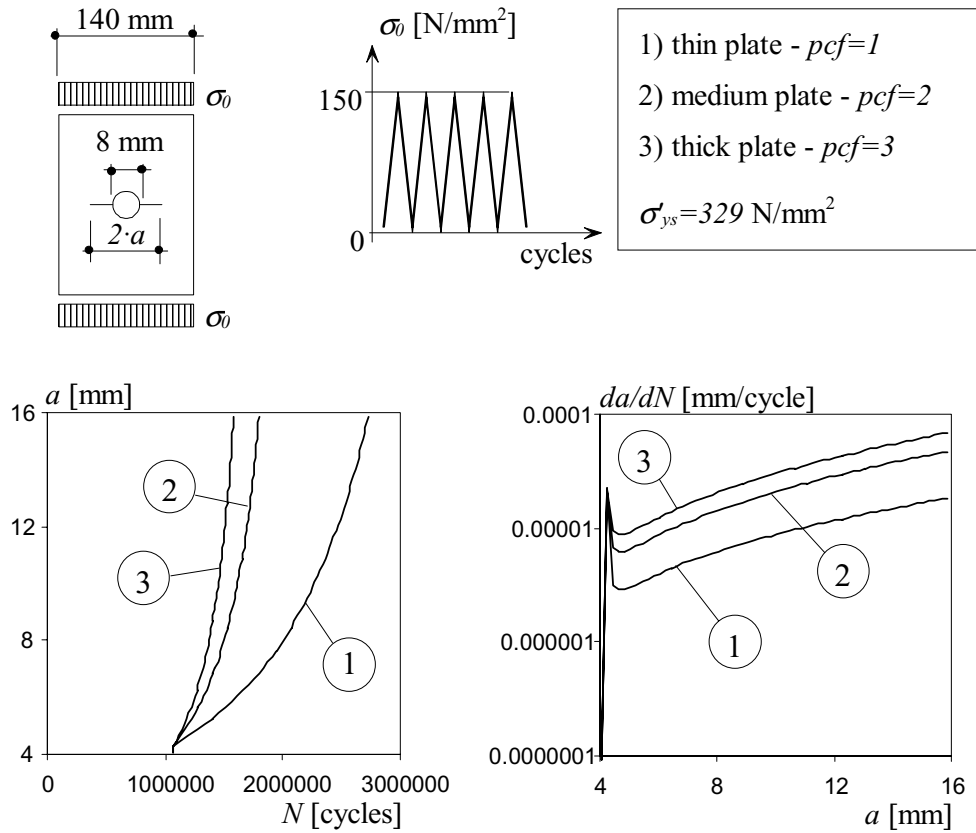 140 mm
σ0
8 mm
2·a
σ0
σ0 [N/mm²]
150
0
cycles
1) thin plate - pcf=1
2) medium plate - pcf=2
3) thick plate - pcf=3
σ'ys=329 N/mm²
a [mm]
16
12
8
4
0
1000000
2000000
3000000
N [cycles]
2
3
1
da/dN [mm/cycle]
0.0001
0.00001
0.000001
0.0000001
4
8
12
16
a [mm]
3
2
1